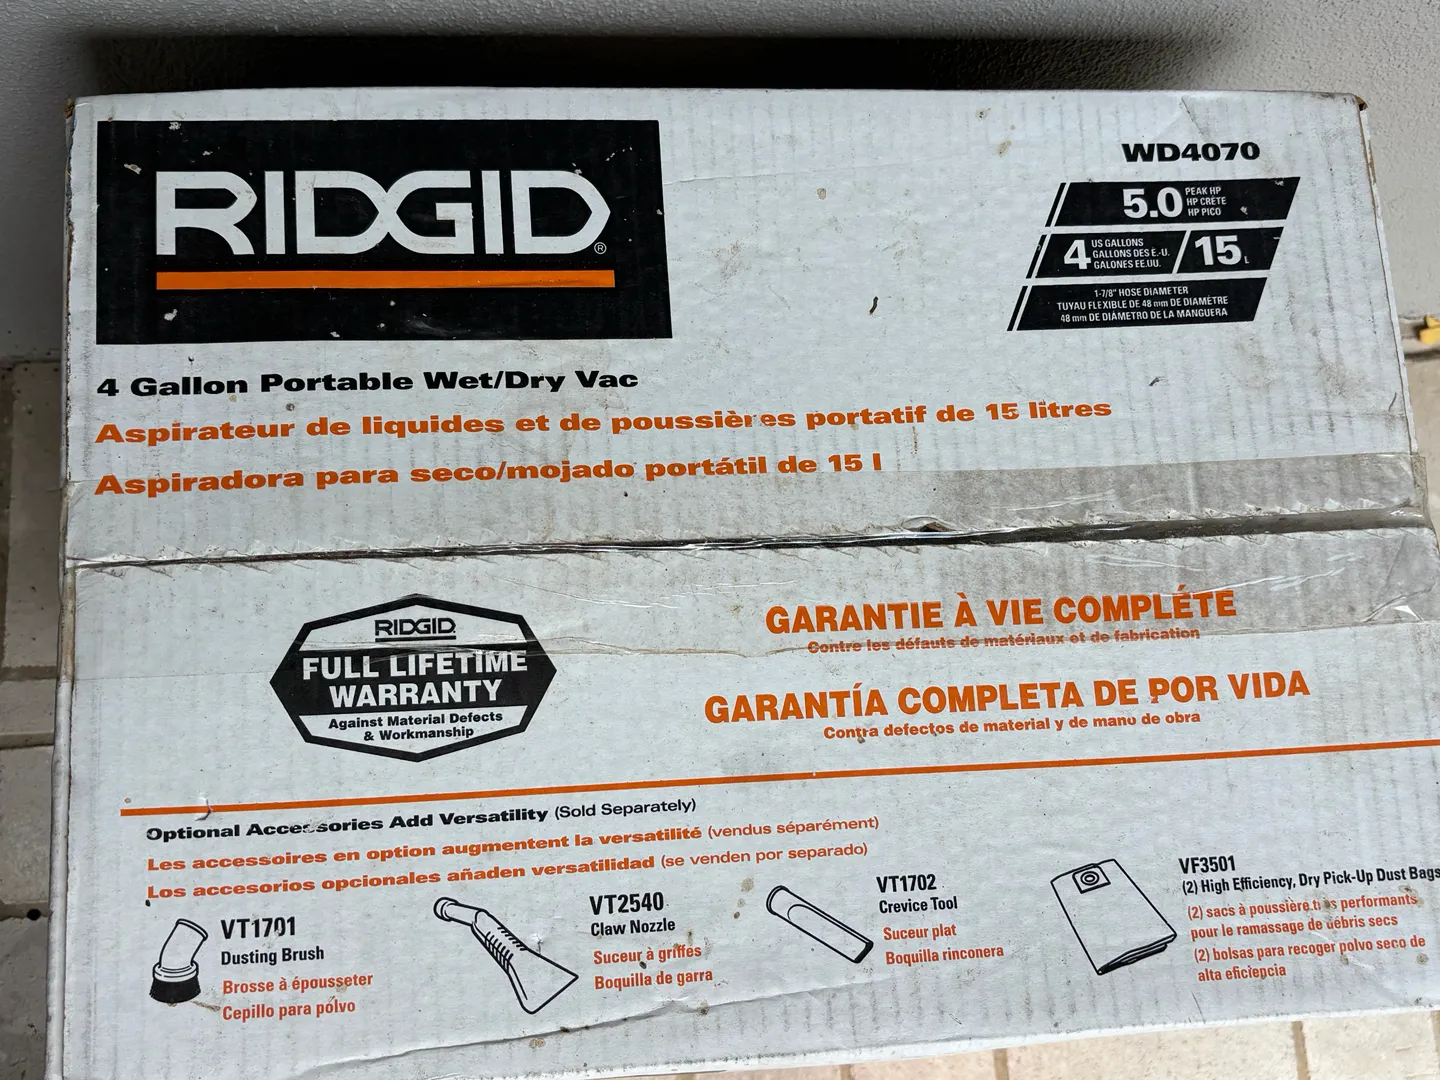 RIDGID®
WD4070
5.0 PEAK HP
HP CRÊTE
HP PICO
4 US GALLONS
GALLONS DES É.-U.
GALONES EE.UU.
15 L
1-7/8" HOSE DIAMETER
TUYAU FLEXIBLE DE 48 mm DE DIAMÈTRE
48 mm DE DIÁMETRO DE LA MANGUERA
4 Gallon Portable Wet/Dry Vac
Aspirateur de liquides et de poussières portatif de 15 litres
Aspiradora para seco/mojado portátil de 15 l
RIDGID
FULL LIFETIME
WARRANTY
Against Material Defects
& Workmanship
GARANTIE À VIE COMPLÉTE
Contre les défauts de matériaux et de fabrication
GARANTÍA COMPLETA DE POR VIDA
Contra defectos de material y de mano de obra
Optional Accessories Add Versatility (Sold Separately)
Les accessoires en option augmentent la versatilité (vendus séparément)
Los accesorios opcionales añaden versatilidad (se venden por separado)
VT1701
Dusting Brush
Brosse à épousseter
Cepillo para polvo
VT2540
Claw Nozzle
Suceur à griffes
Boquilla de garra
VT1702
Crevice Tool
Suceur plat
Boquilla rinconera
VF3501
(2) High Efficiency, Dry Pick-Up Dust Bags
(2) sacs à poussière très performants
pour le ramassage de débris secs
(2) bolsas para recoger polvo seco de
alta eficiencia